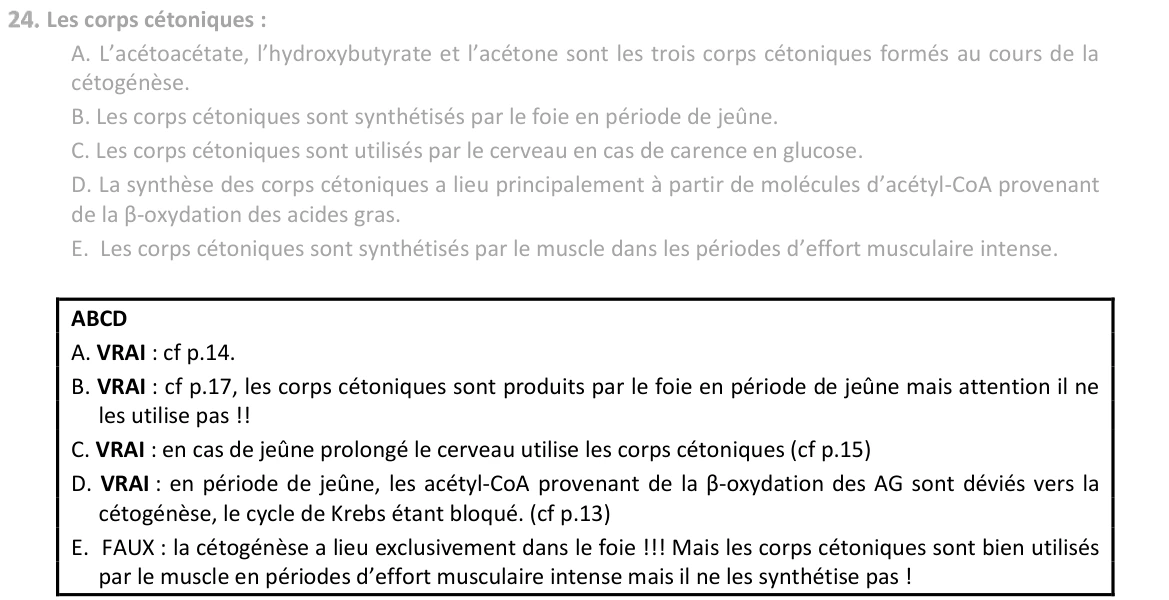 24. Les corps cétoniques :
A. L’acétoacétate, l’hydroxybutyrate et l’acétone sont les trois corps cétoniques formés au cours de la
cétogénèse.
B. Les corps cétoniques sont synthétisés par le foie en période de jeûne.
C. Les corps cétoniques sont utilisés par le cerveau en cas de carence en glucose.
D. La synthèse des corps cétoniques a lieu principalement à partir de molécules d’acétyl-CoA provenant
de la β-oxydation des acides gras.
E. Les corps cétoniques sont synthétisés par le muscle dans les périodes d’effort musculaire intense.
ABCD
A. VRAI : cf p.14.
B. VRAI : cf p.17, les corps cétoniques sont produits par le foie en période de jeûne mais attention il ne
les utilise pas !!
C. VRAI : en cas de jeûne prolongé le cerveau utilise les corps cétoniques (cf p.15)
D. VRAI : en période de jeûne, les acétyl-CoA provenant de la β-oxydation des AG sont déviés vers la
cétogénèse, le cycle de Krebs étant bloqué. (cf p.13)
E. FAUX : la cétogénèse a lieu exclusivement dans le foie !!! Mais les corps cétoniques sont bien utilisés
par le muscle en périodes d’effort musculaire intense mais il ne les synthétise pas !